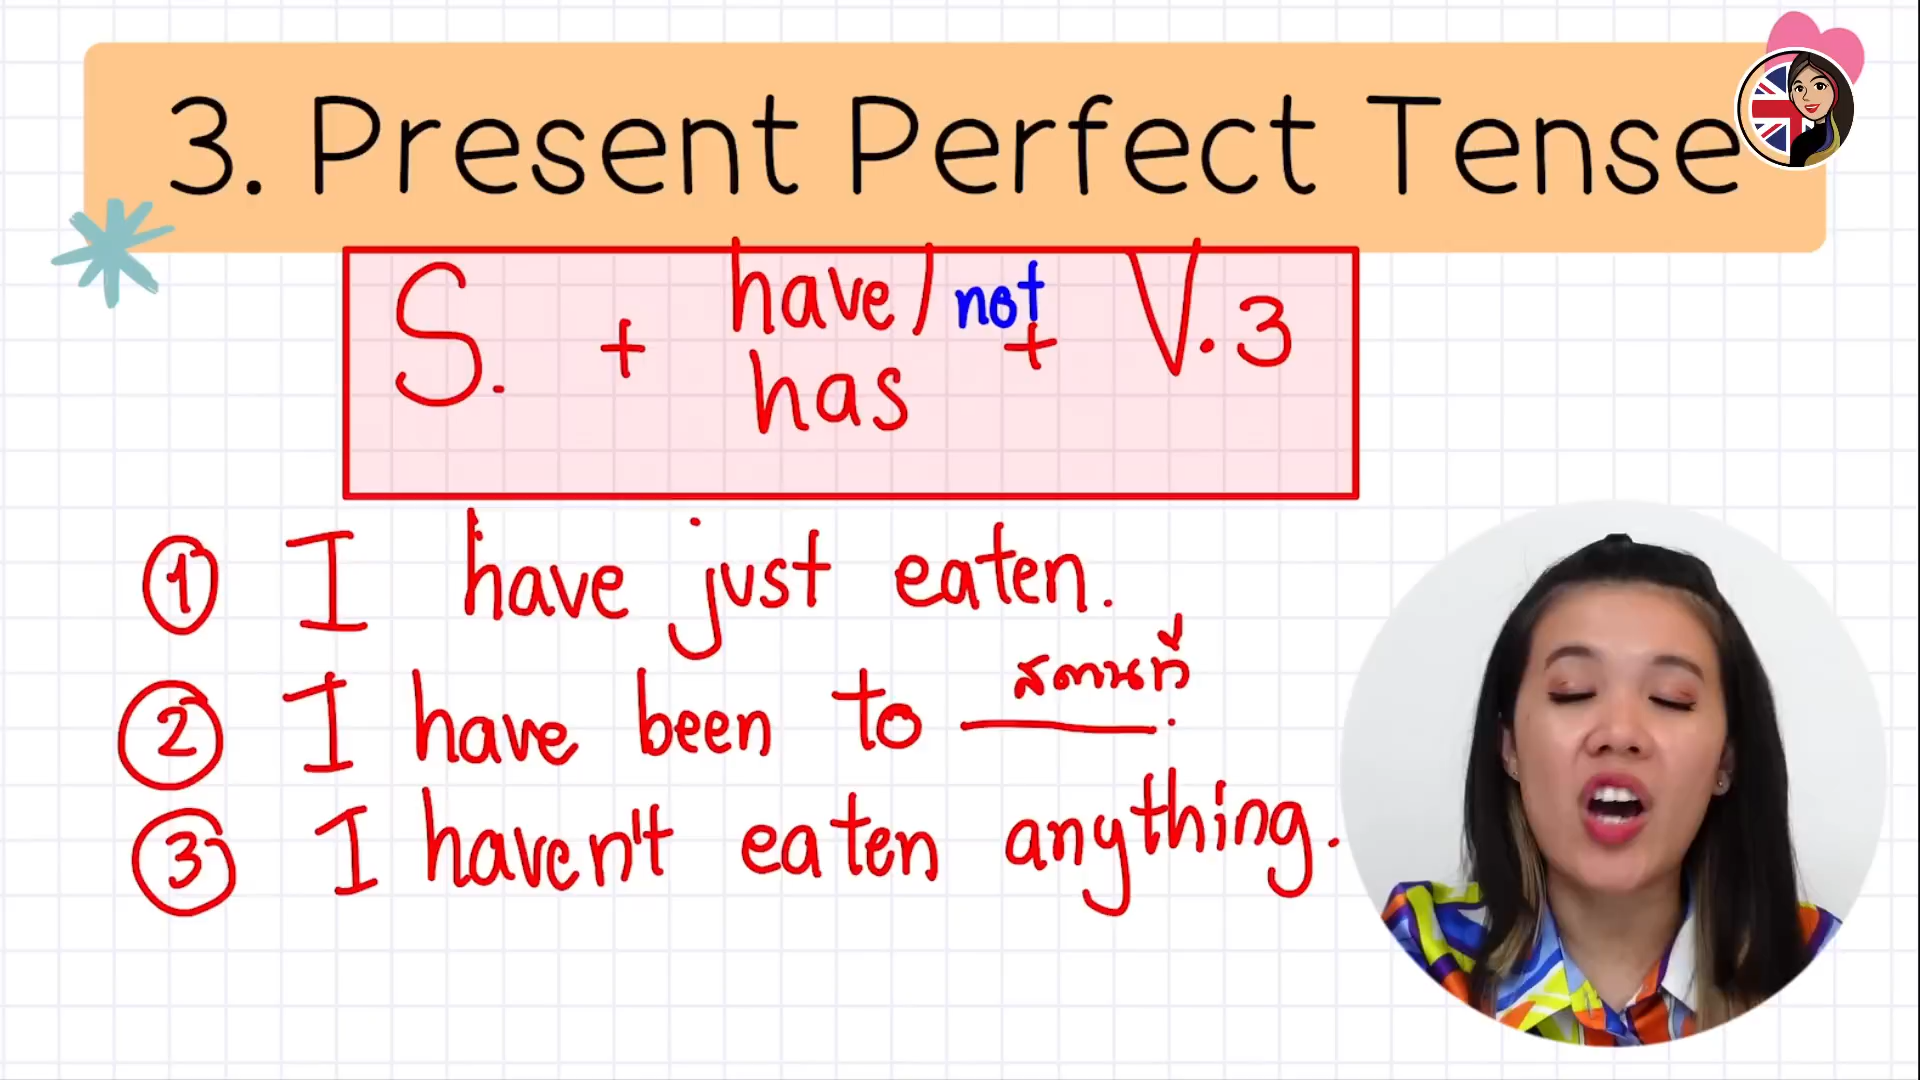 3. Present Perfect Tense
S. + have/ not + V.3
has
① I have just eaten.
สถานที่
② I have been to ______.
③ I haven't eaten anything.